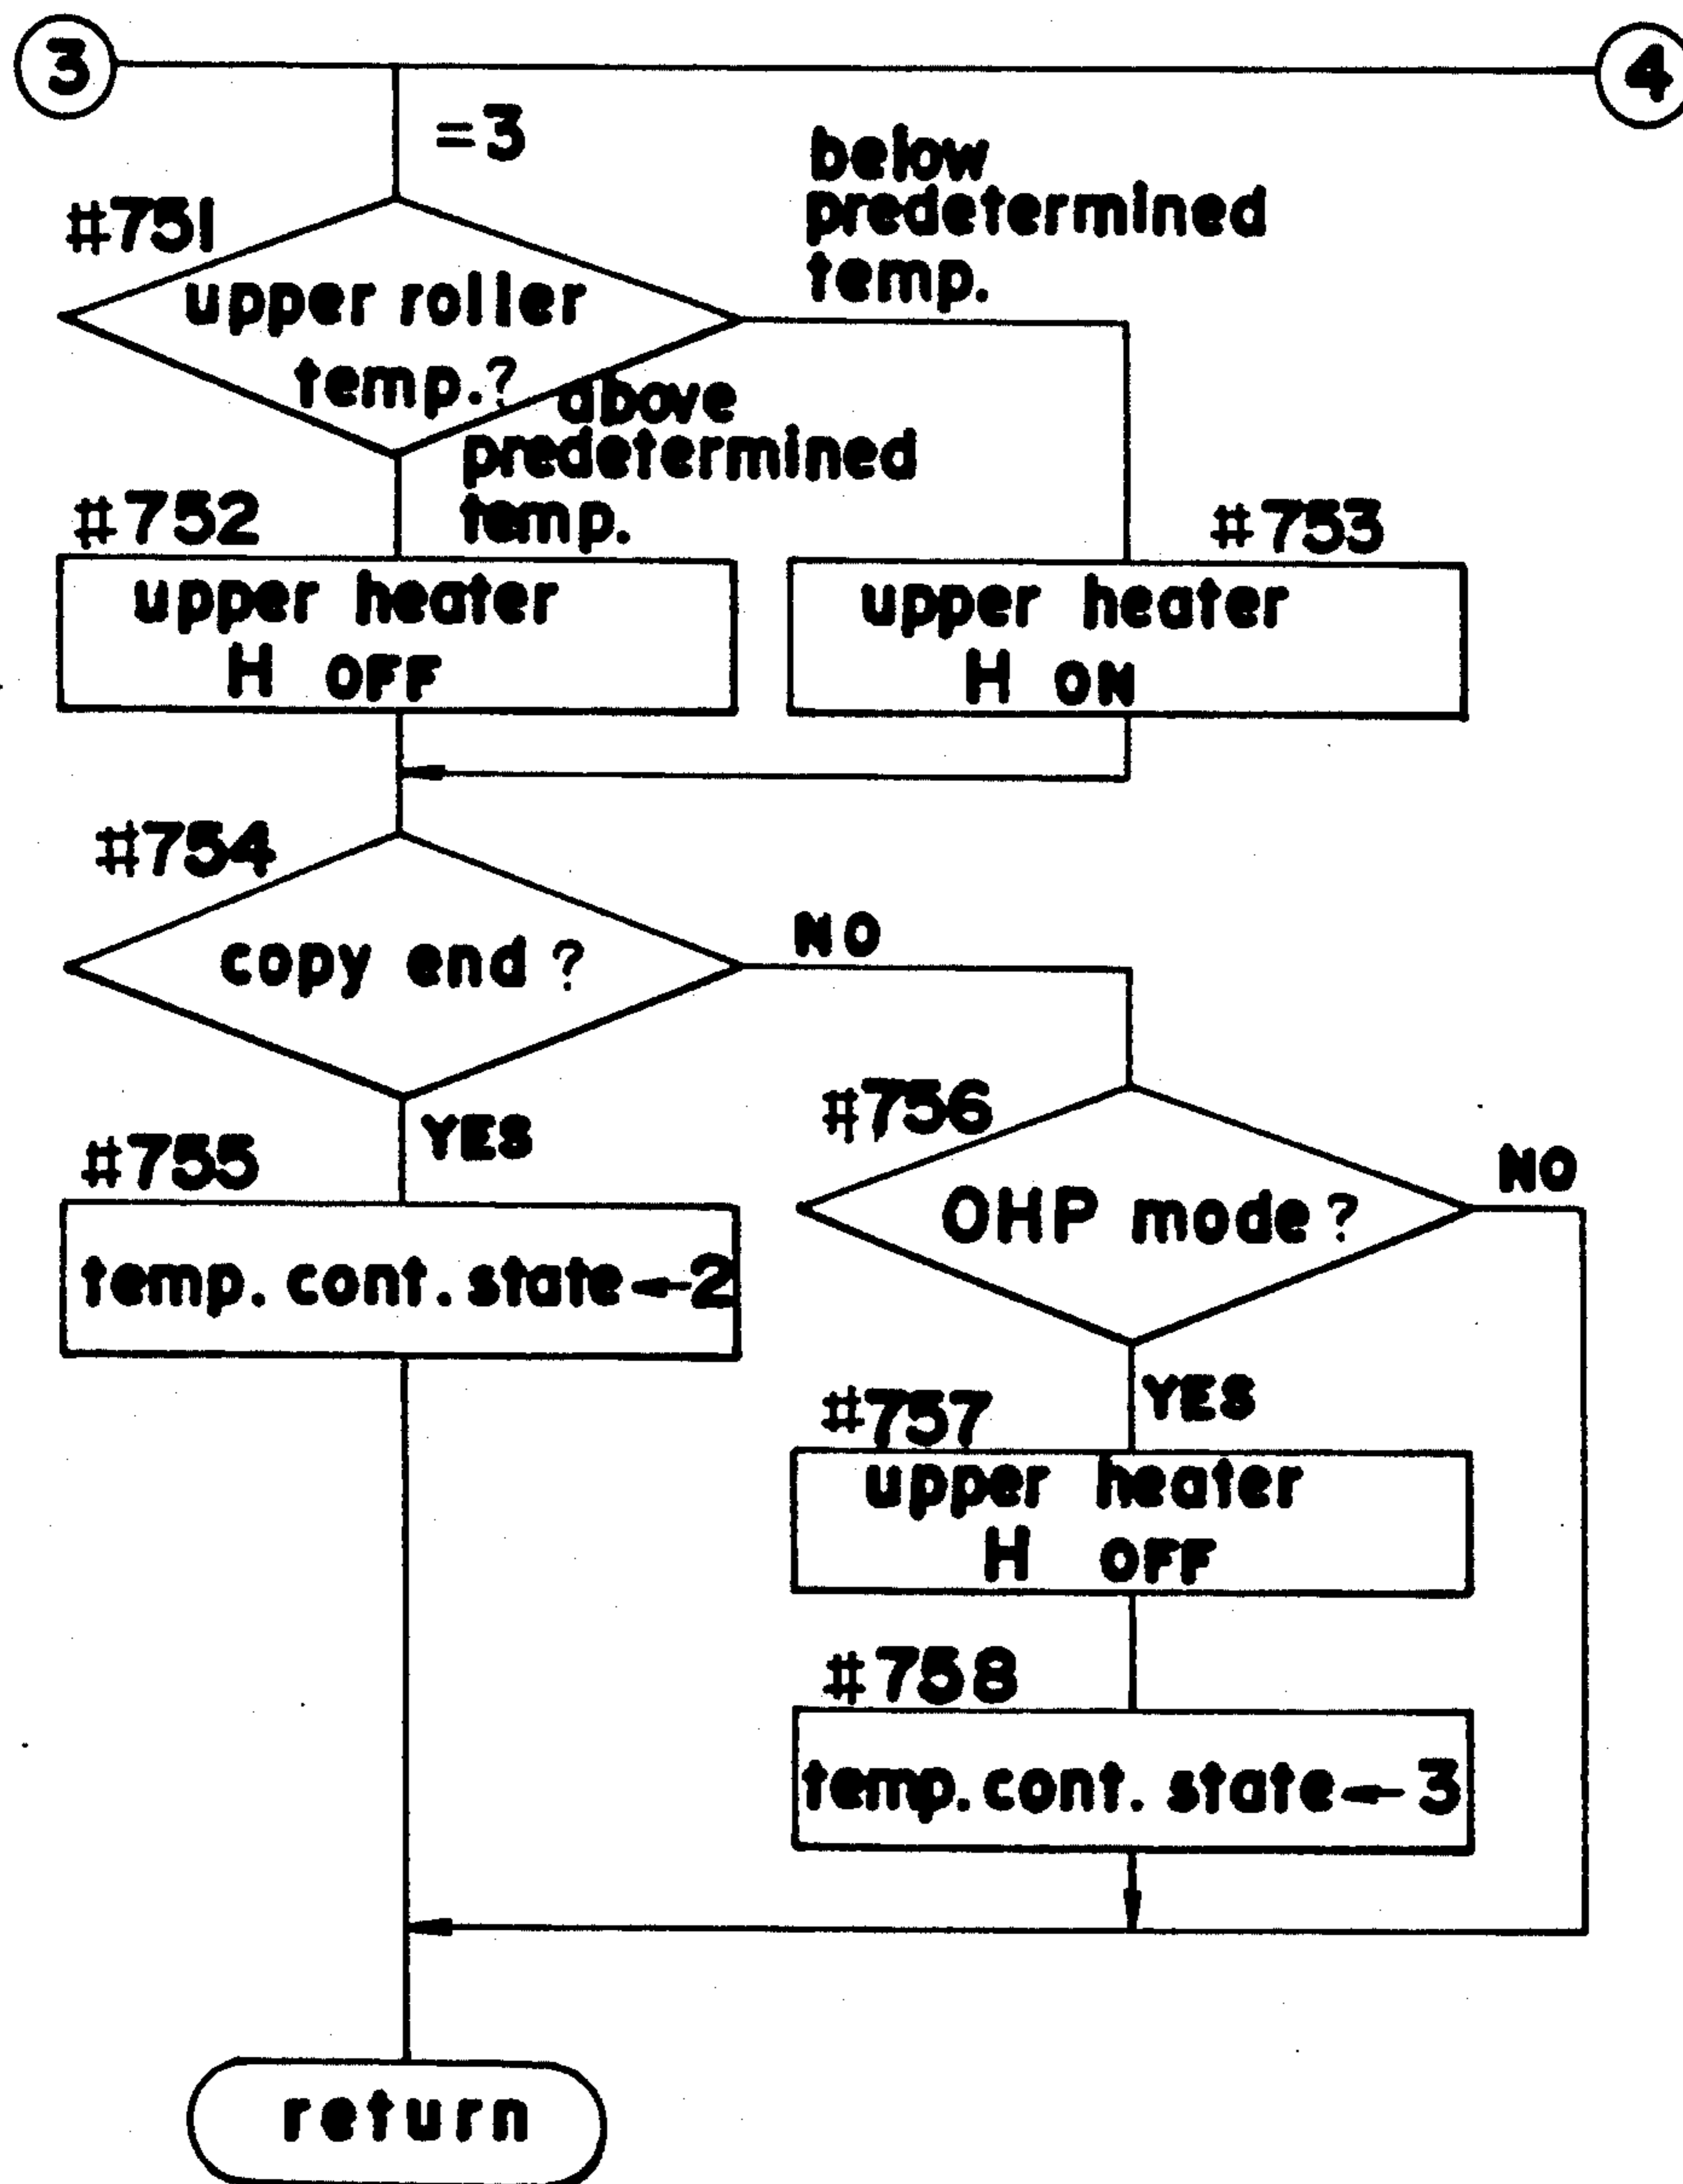 3
4
=3
below
predetermined
temp.
#751
upper roller
temp.?
above
predetermined
temp.
#752
upper heater
H OFF
#753
upper heater
H ON
#754
copy end?
NO
YES
#755
temp. cont. state←2
#756
OHP mode?
NO
YES
#757
upper heater
H OFF
#758
temp. cont. state←3
return